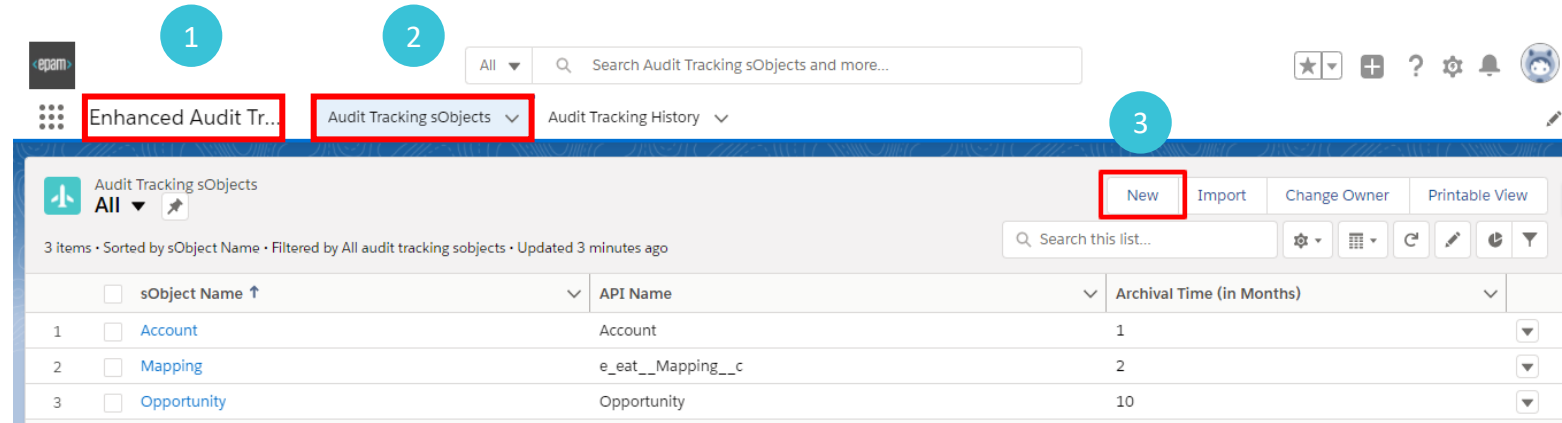 1
2
<epam>
All
Search Audit Tracking sObjects and more...
Enhanced Audit Tr...
Audit Tracking sObjects
Audit Tracking History
3
Audit Tracking sObjects
All
New
Import
Change Owner
Printable View
3 items • Sorted by sObject Name • Filtered by All audit tracking sobjects • Updated 3 minutes ago
Search this list...
sObject Name ↑ API Name Archival Time (in Months)
1 Account Account 1
2 Mapping e_eat__Mapping__c 2
3 Opportunity Opportunity 10